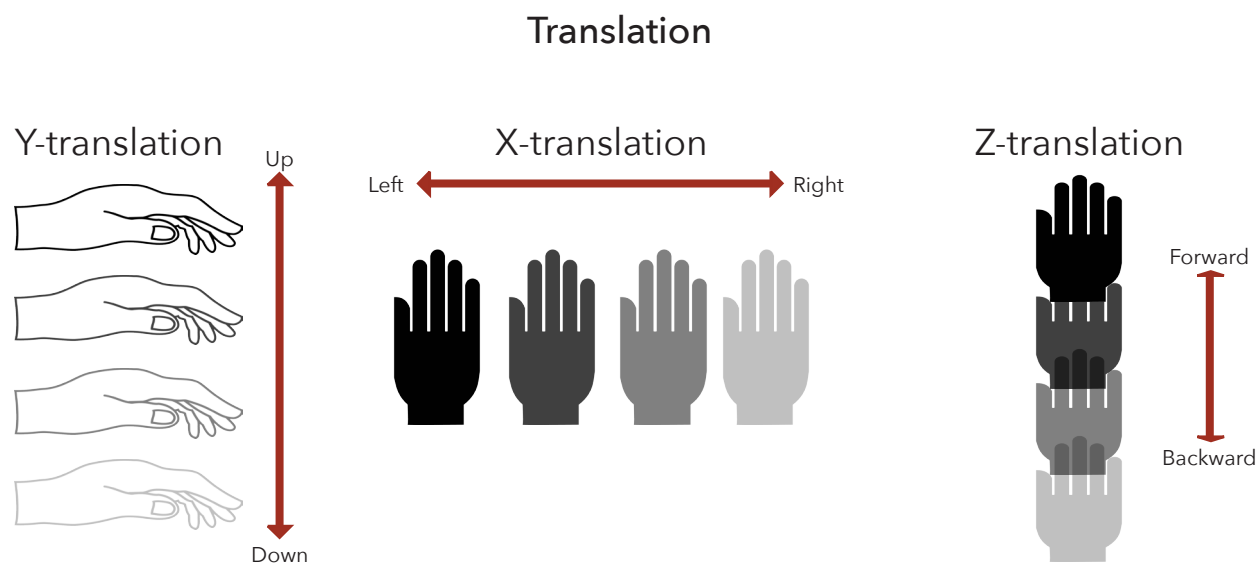 Translation
Y-translation
Up
Down
X-translation
Left
Right
Z-translation
Forward
Backward